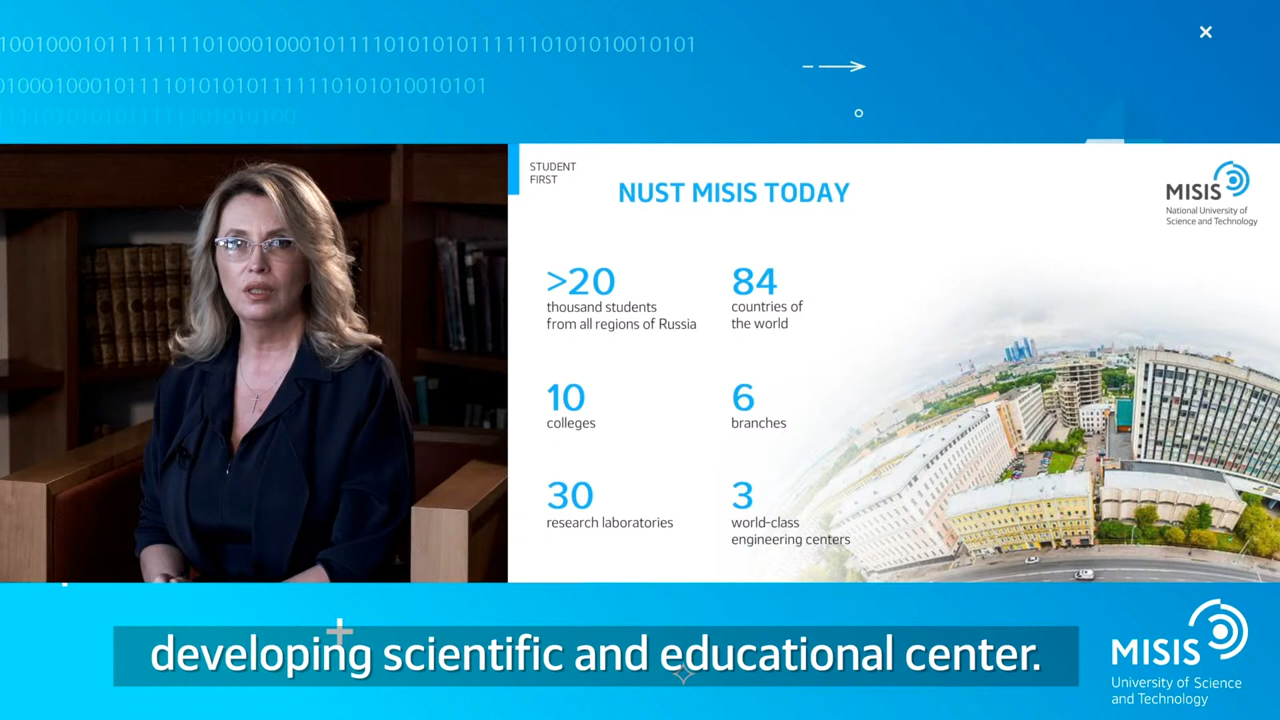 STUDENT
FIRST
NUST MISIS TODAY
MISIS
National University of
Science and Technology
>20
thousand students
from all regions of Russia
84
countries of
the world
10
colleges
6
branches
30
research laboratories
3
world-class
engineering centers
developing scientific and educational center.
MISIS
University of Science
and Technology